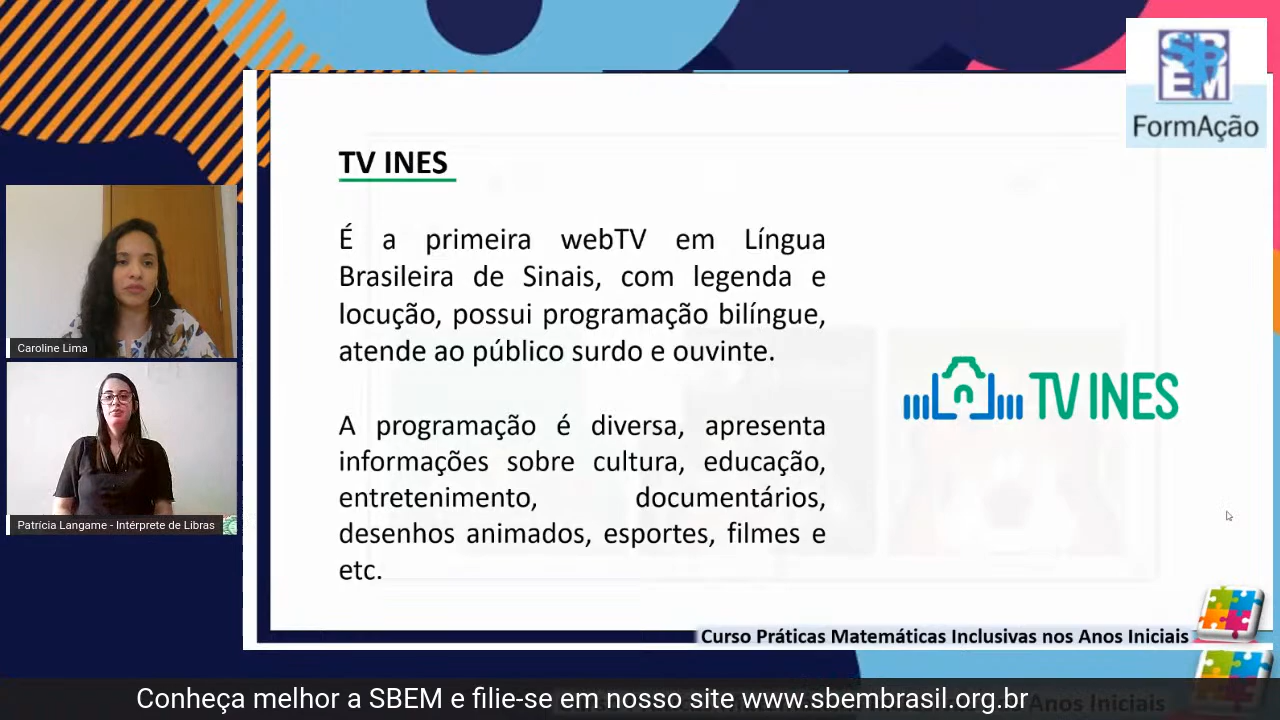 SBEM
FormAção
TV INES
É a primeira webTV em Língua
Brasileira de Sinais, com legenda e
locução, possui programação bilíngue,
atende ao público surdo e ouvinte.
A programação é diversa, apresenta
informações sobre cultura, educação,
entretenimento, documentários,
desenhos animados, esportes, filmes e
etc.
TV INES
Caroline Lima
Patrícia Langame - Intérprete de Libras
Curso Práticas Matemáticas Inclusivas nos Anos Iniciais
Conheça melhor a SBEM e filie-se em nosso site www.sbembrasil.org.br
Anos Iniciais